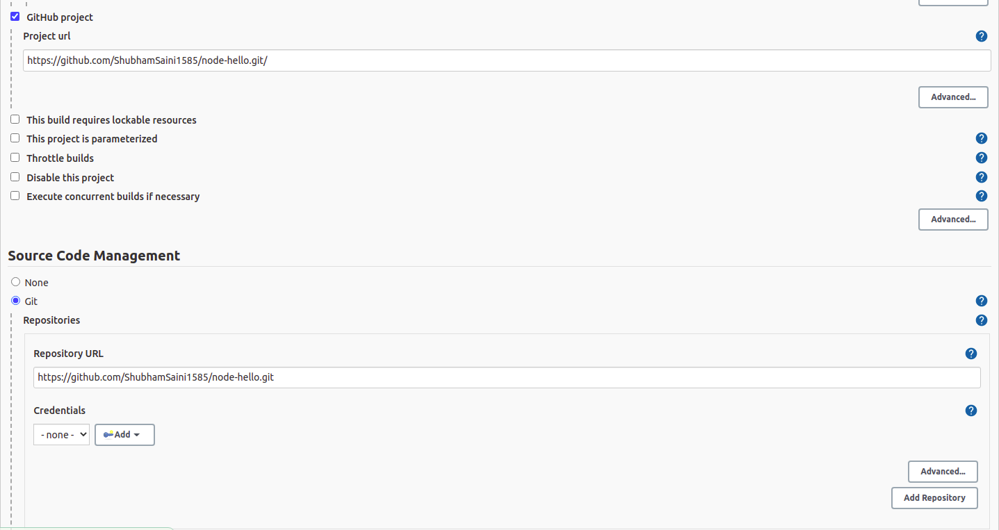 GitHub project
Project url
https://github.com/ShubhamSaini1585/node-hello.git/
Advanced...
This build requires lockable resources
This project is parameterized
Throttle builds
Disable this project
Execute concurrent builds if necessary
Advanced...
Source Code Management
None
Git
Repositories
Repository URL
https://github.com/ShubhamSaini1585/node-hello.git
Credentials
- none -
Add
Advanced...
Add Repository